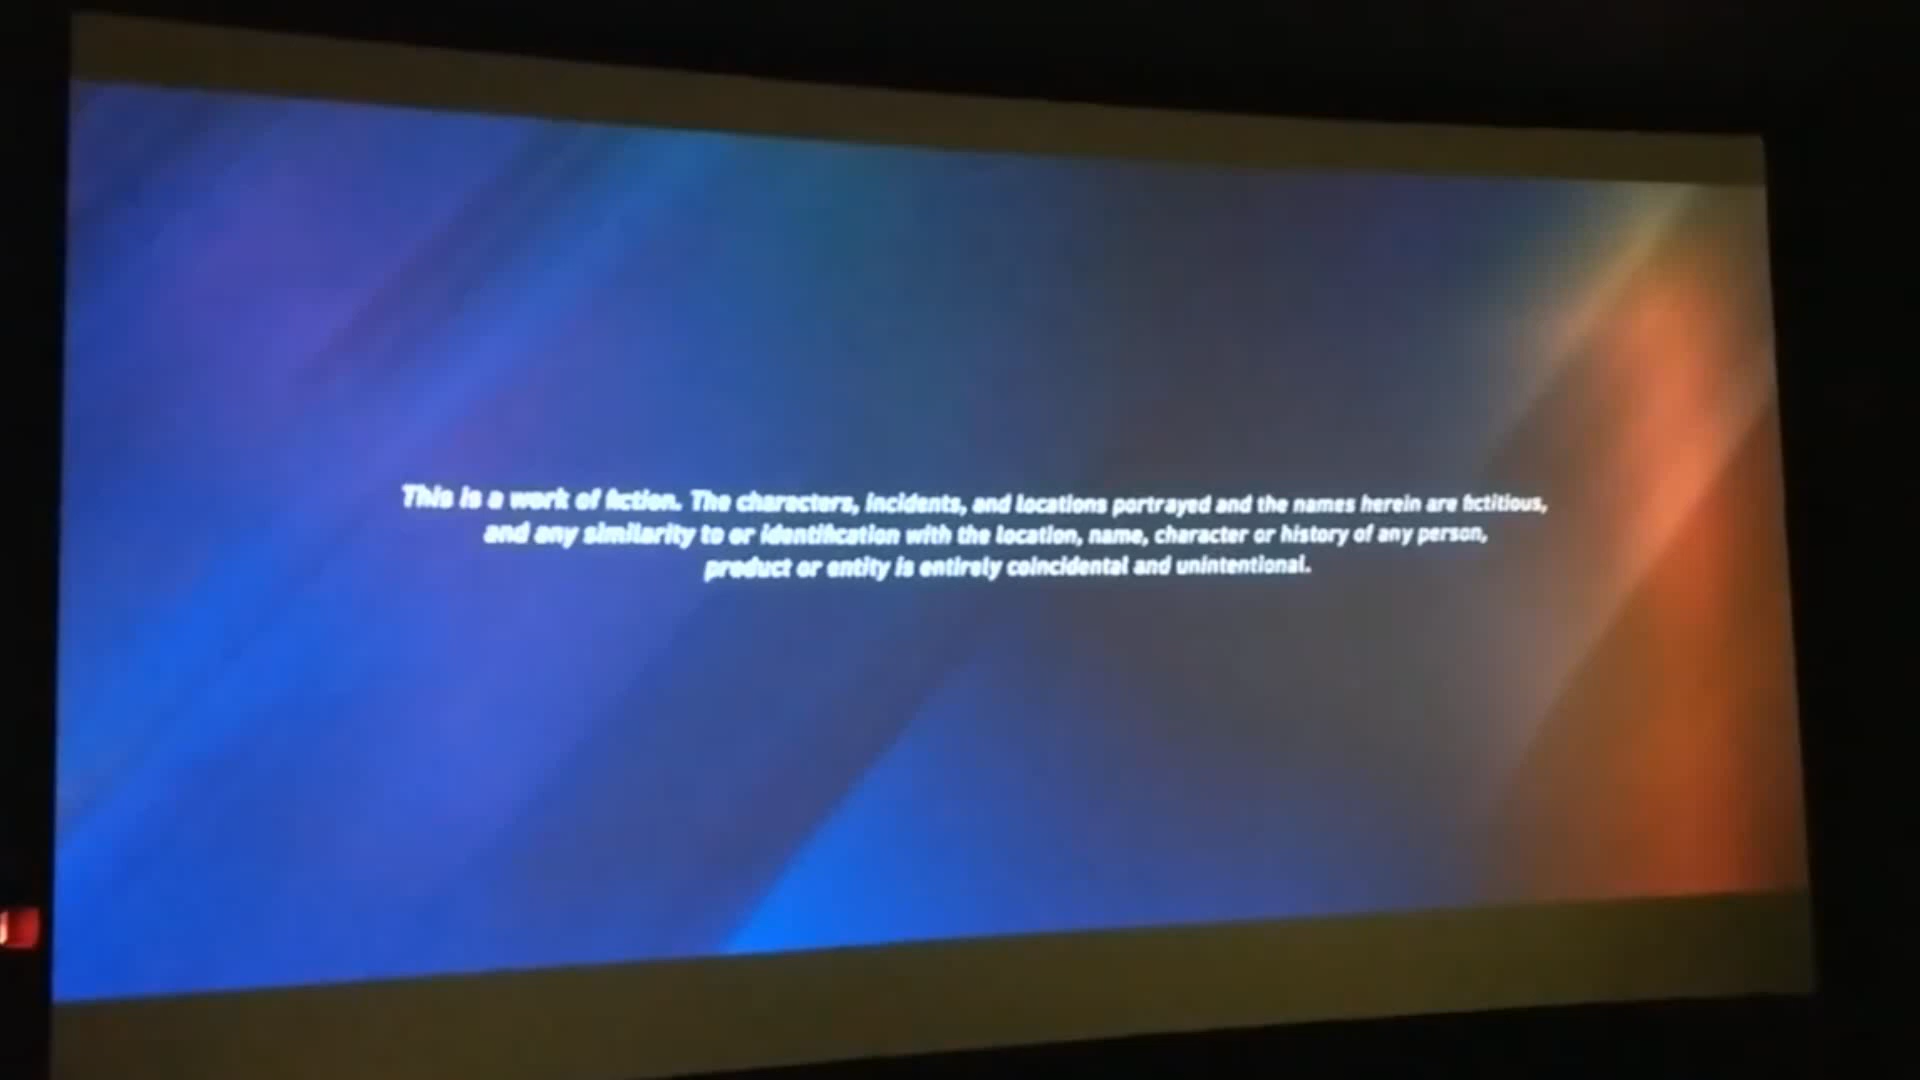 This is a work of fiction. The characters, incidents, and locations portrayed and the names herein are fictitious,
and any similarity to or identification with the location, name, character or history of any person,
product or entity is entirely coincidental and unintentional.